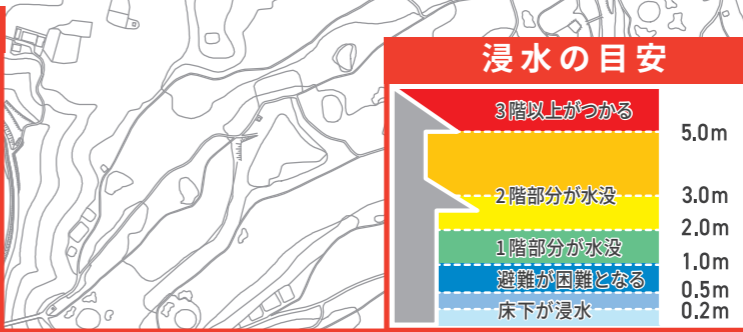 浸水の目安
3階以上がつかる
5.0m
2階部分が水没
3.0m
2.0m
1階部分が水没
1.0m
避難が困難となる
0.5m
床下が浸水
0.2m